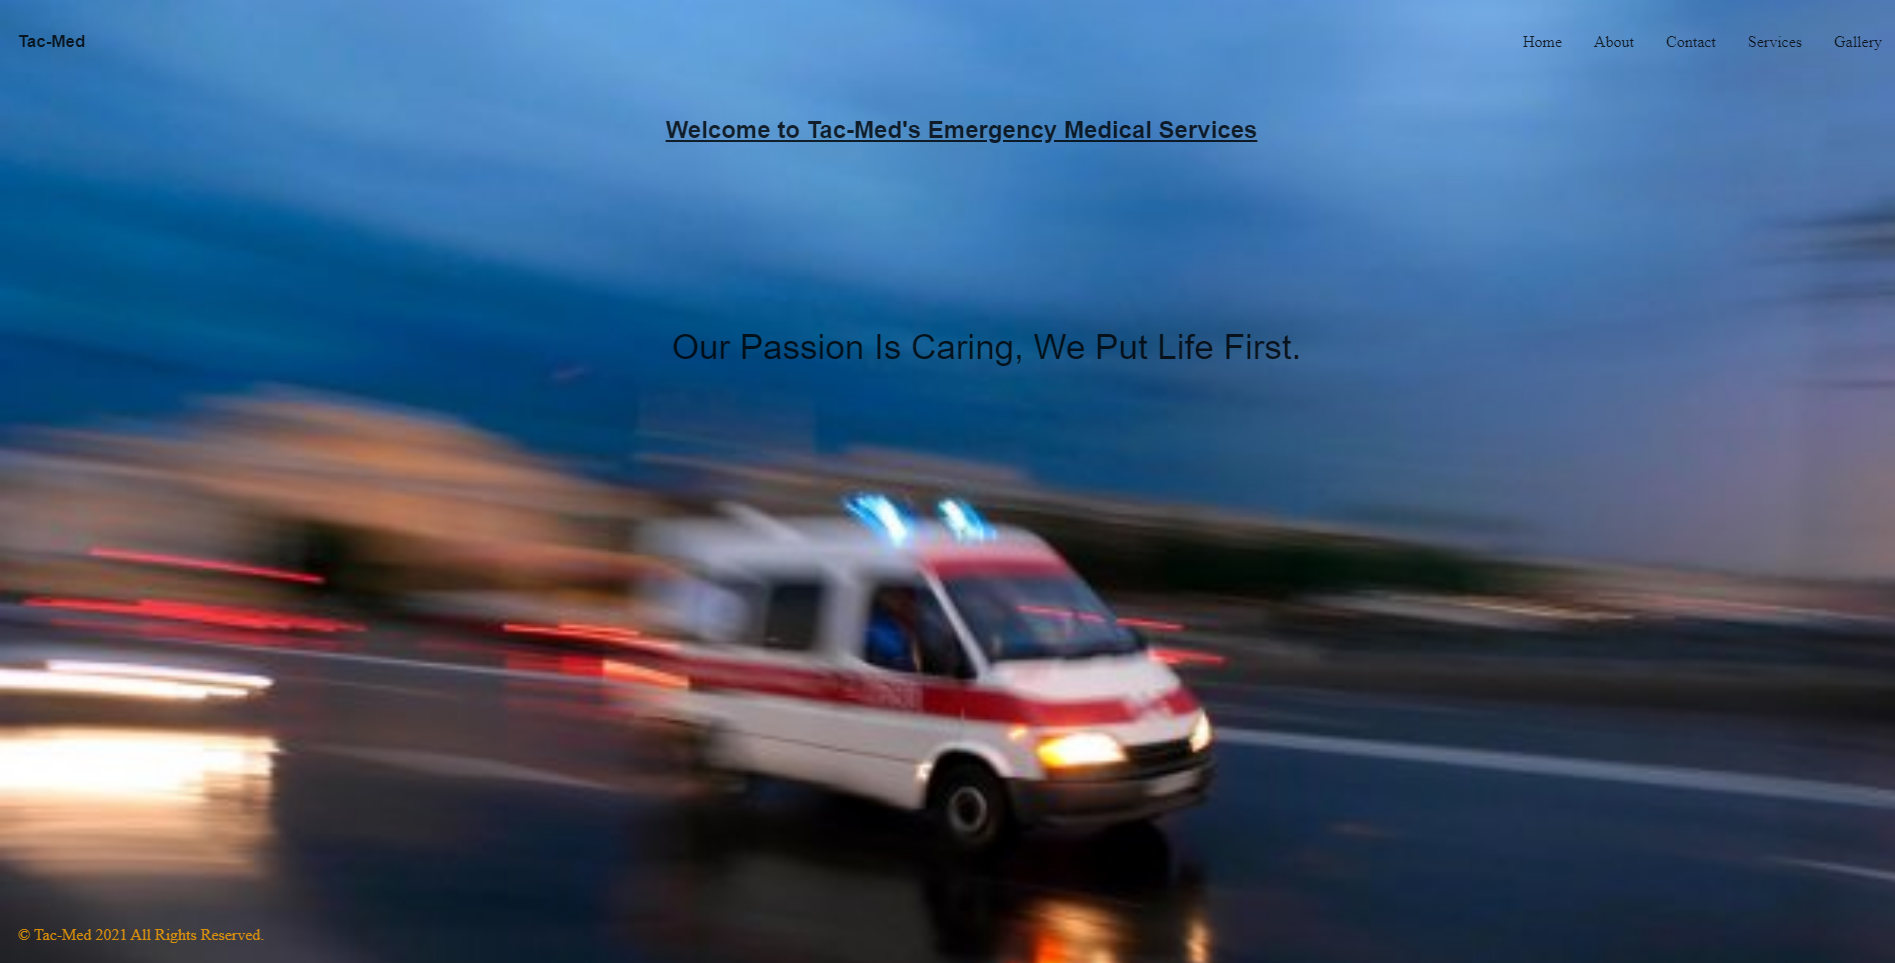 Tac-Med
Home About Contact Services Gallery
Welcome to Tac-Med's Emergency Medical Services
Our Passion Is Caring, We Put Life First.
© Tac-Med 2021 All Rights Reserved.